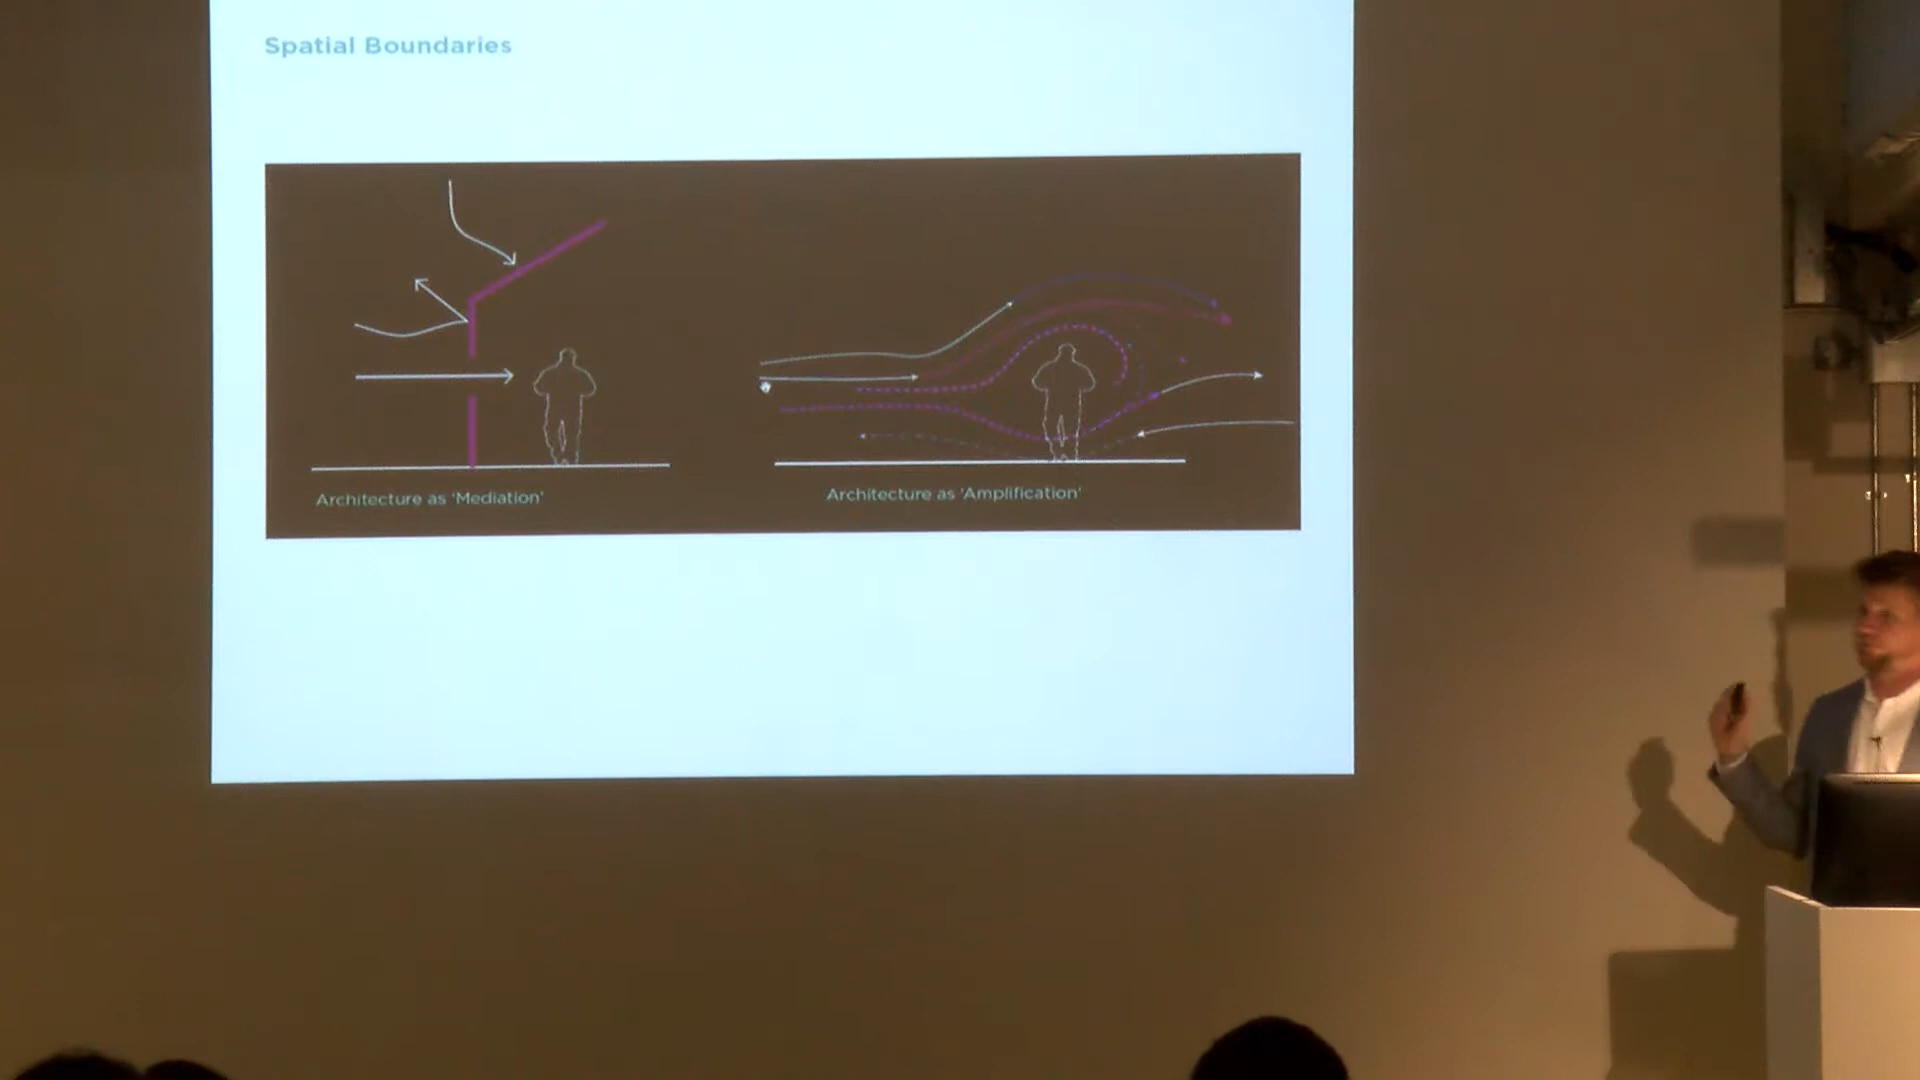 Spatial Boundaries
Architecture as ‘Mediation’
Architecture as ‘Amplification’